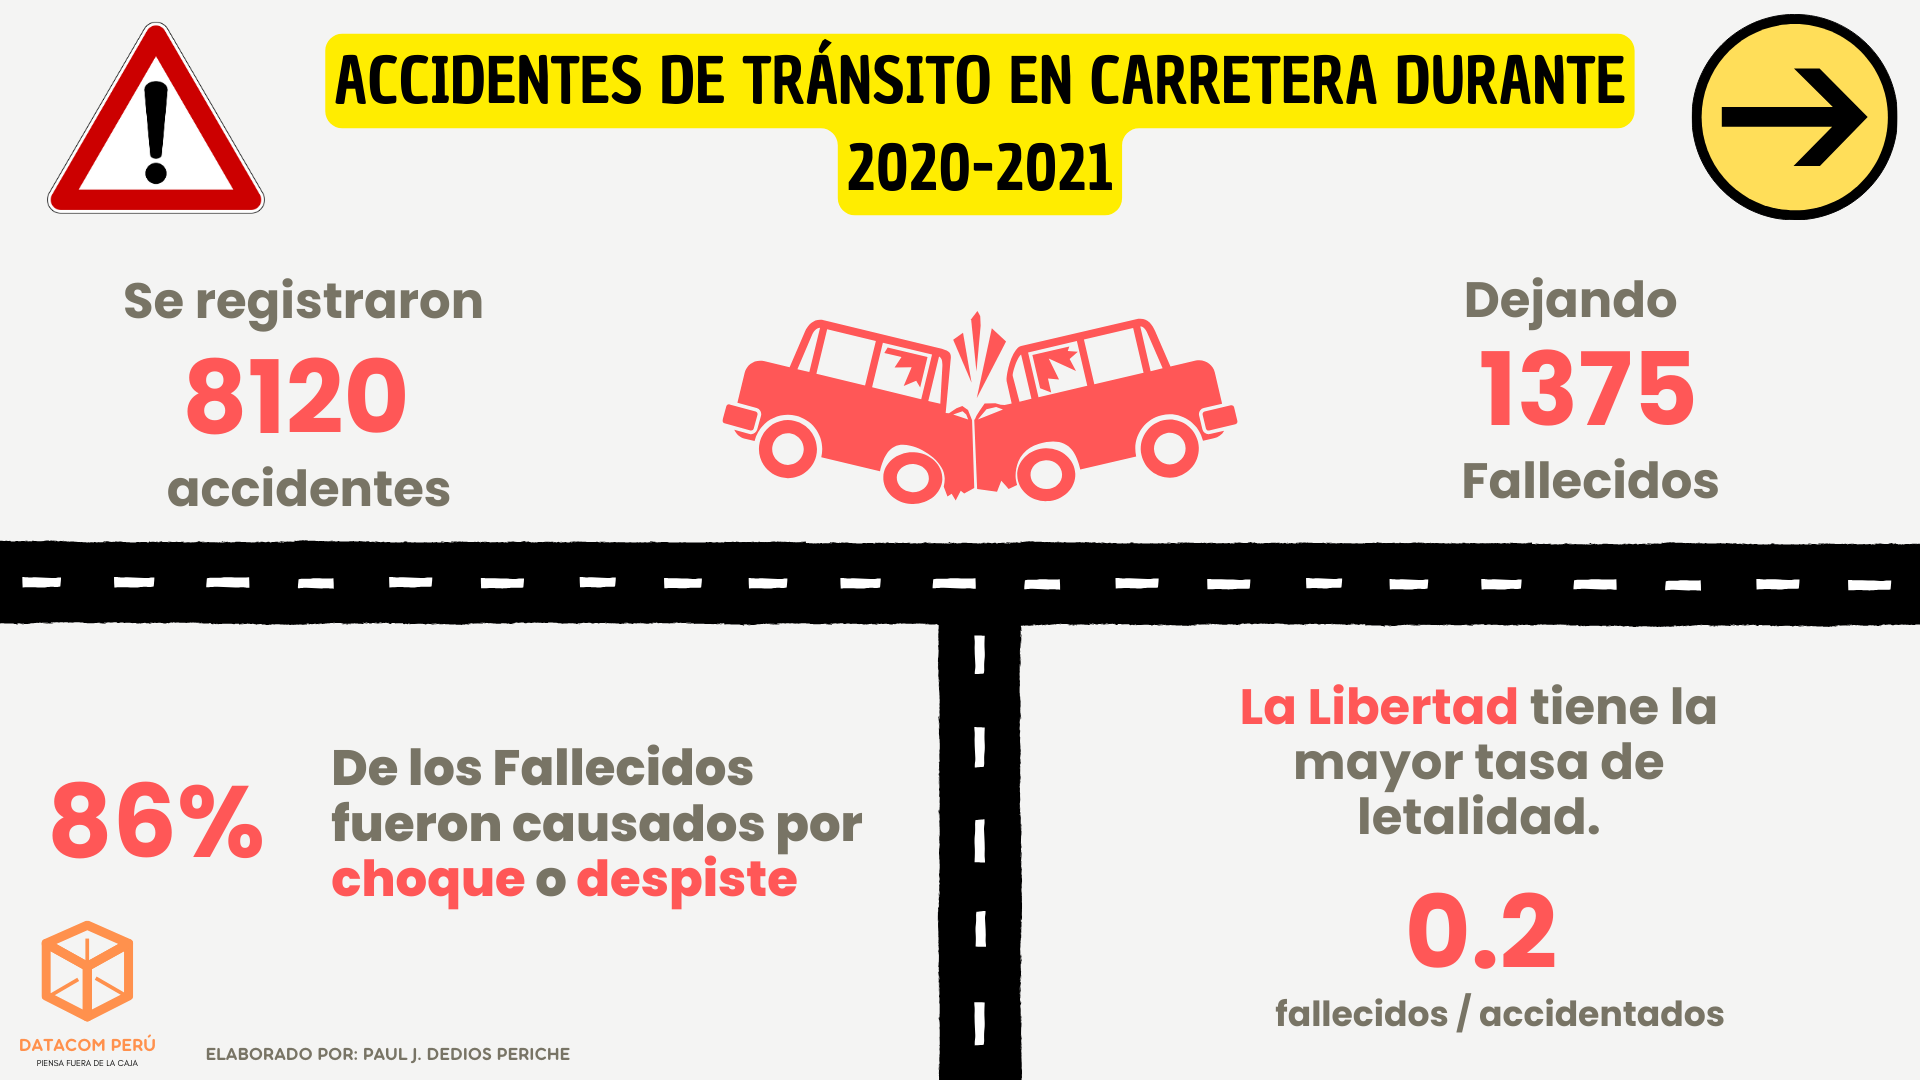 ACCIDENTES DE TRÁNSITO EN CARRETERA DURANTE
2020-2021
Se registraron
8120
accidentes
Dejando
1375
Fallecidos
86%
De los Fallecidos
fueron causados por
choque o despiste
La Libertad tiene la
mayor tasa de
letalidad.
0.2
fallecidos / accidentados
DATACOM PERÚ
PIENSA FUERA DE LA CAJA
ELABORADO POR: PAUL J. DEDIOS PERICHE